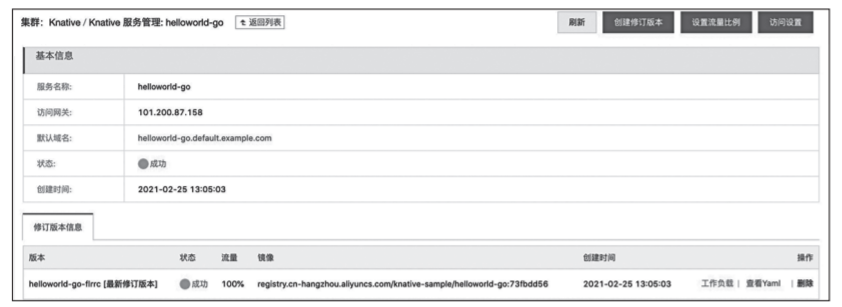 集群: Knative / Knative 服务管理: helloworld-go 返回列表 刷新 创建修订版本 设置流量比例 访问设置
基本信息
服务名称: helloworld-go
访问网关: 101.200.87.158
默认域名: helloworld-go.default.example.com
状态: 成功
创建时间: 2021-02-25 13:05:03
修订版本信息
版本 状态 流量 镜像 创建时间 操作
helloworld-go-flrrc [最新修订版本] 成功 100% registry.cn-hangzhou.aliyuncs.com/knative-sample/helloworld-go:73fbdd56 2021-02-25 13:05:03 工作负载 | 查看Yaml | 删除